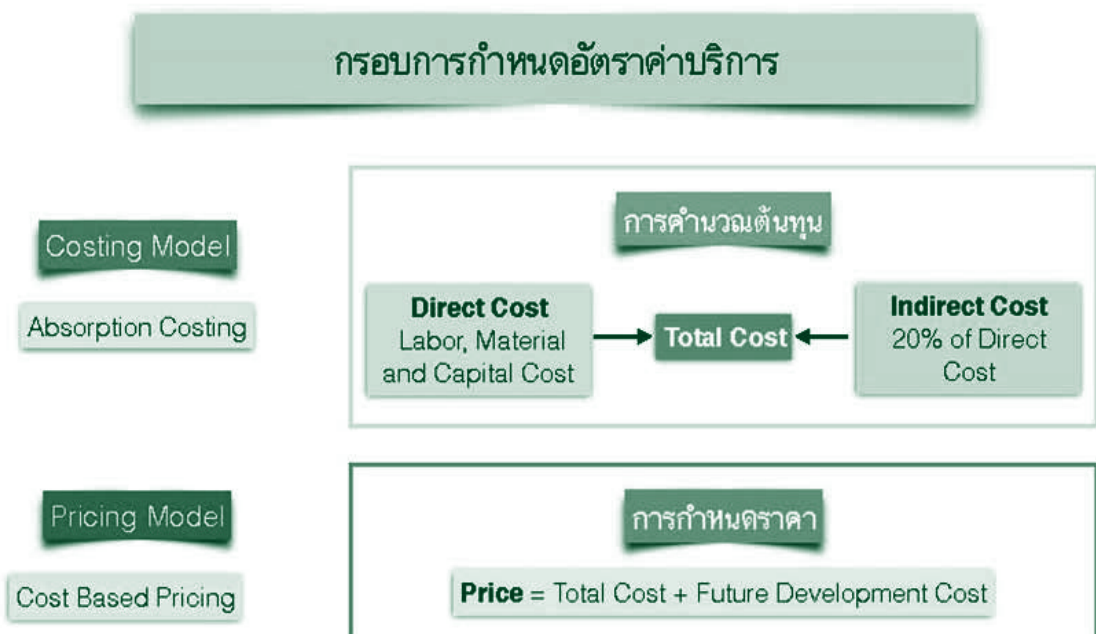 กรอบการกำหนดอัตราค่าบริการ
Costing Model
Absorption Costing
การคำนวณต้นทุน
Direct Cost
Labor, Material
and Capital Cost
Total Cost
Indirect Cost
20% of Direct
Cost
Pricing Model
Cost Based Pricing
การกำหนดราคา
Price = Total Cost + Future Development Cost